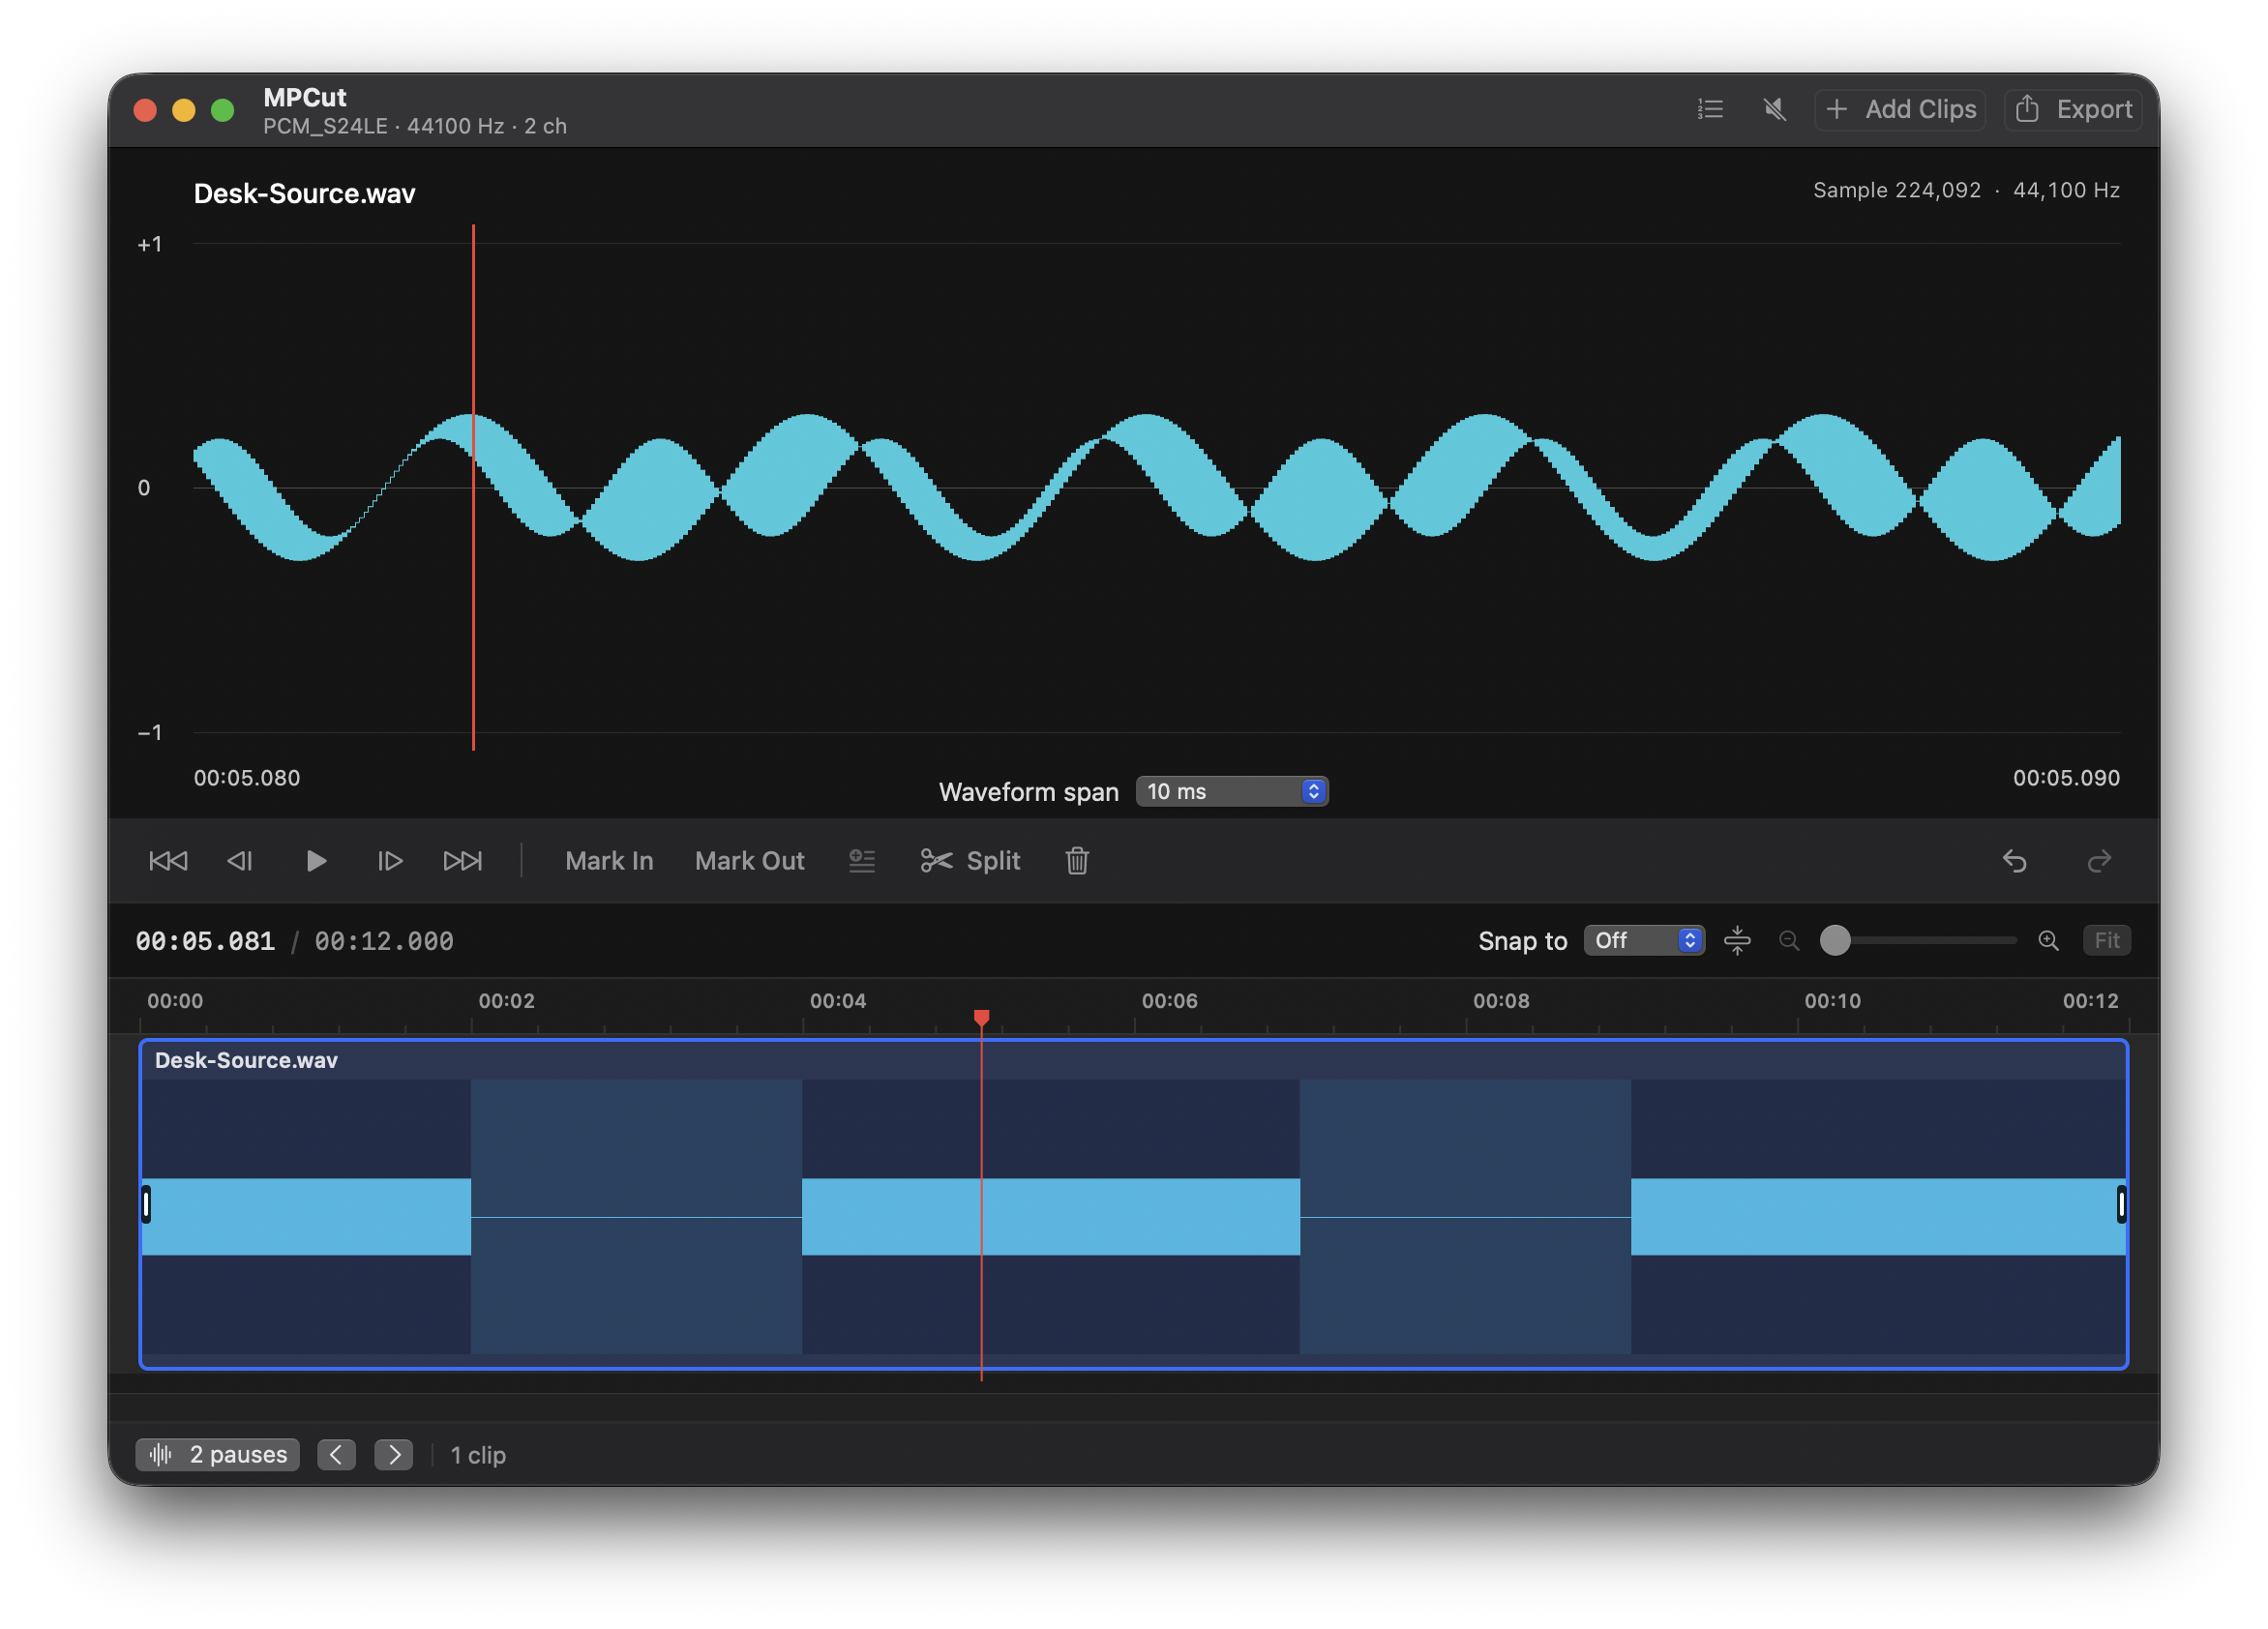 MPCut
PCM_S24LE · 44100 Hz · 2 ch
Add Clips
Export
Desk-Source.wav
Sample 224,092 · 44,100 Hz
+1
0
−1
00:05.080
00:05.090
Waveform span 10 ms
Mark In
Mark Out
Split
00:05.081 / 00:12.000
Snap to Off
Fit
00:00 00:02 00:04 00:06 00:08 00:10 00:12
Desk-Source.wav
2 pauses
1 clip